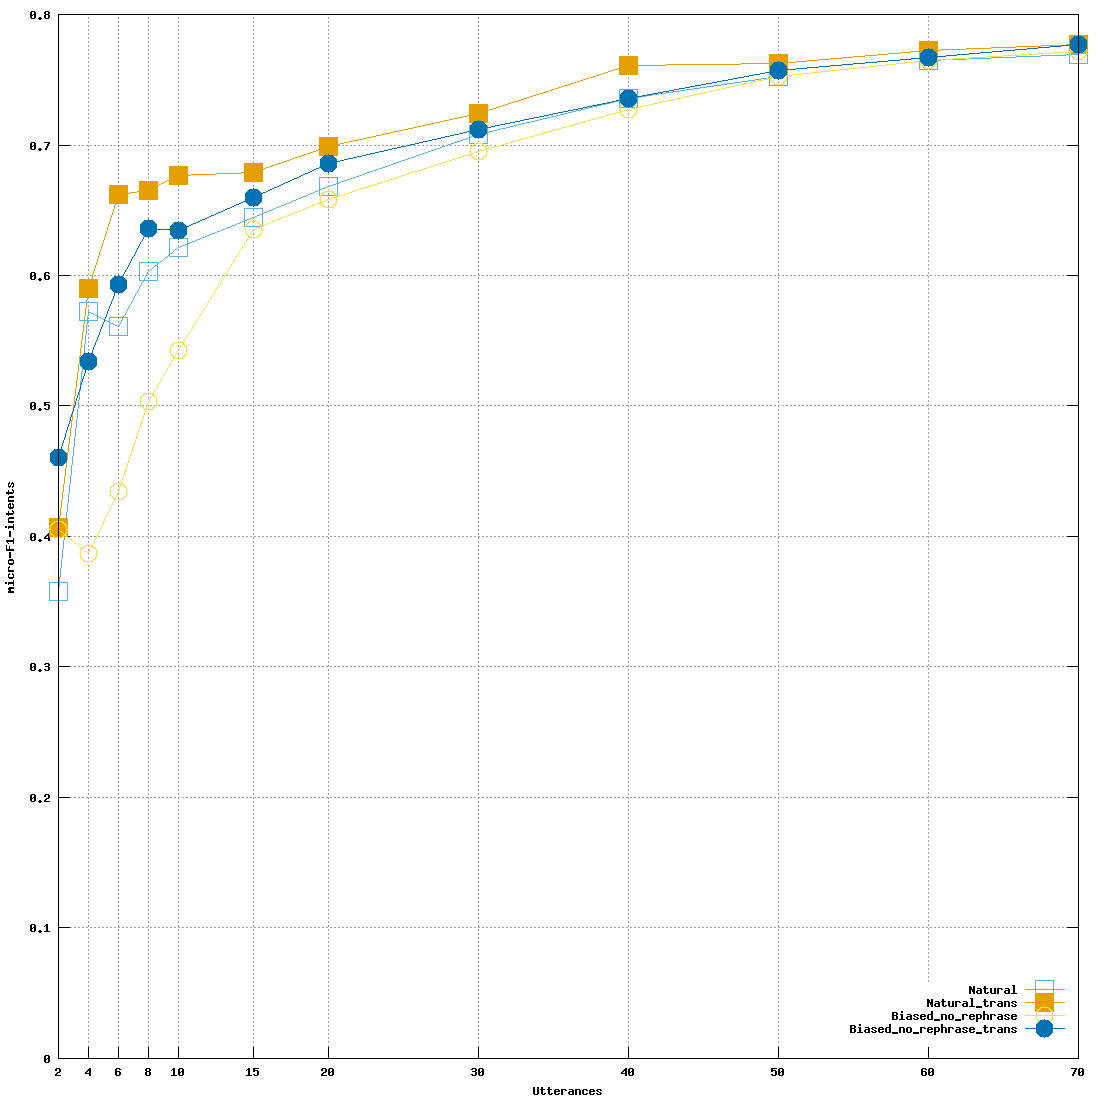 0.8
0.7
0.6
0.5
0.4
0.3
0.2
0.1
0
micro-F1-intents
2 4 6 8 10 15 20 30 40 50 60 70
Utterances
Natural
Natural_trans
Biased_no_rephrase
Biased_no_rephrase_trans